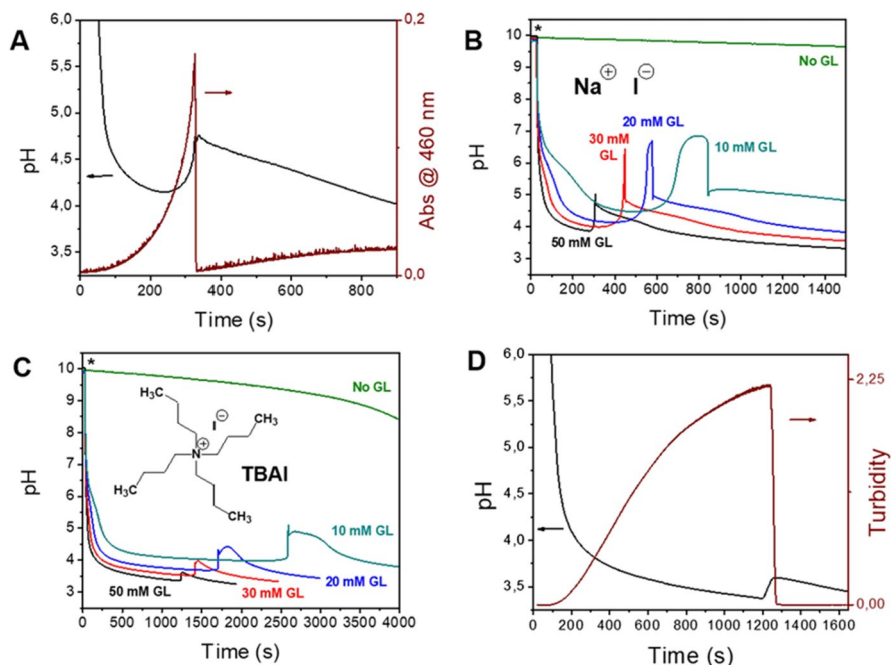 A
6,0
5,5
5,0
4,5
4,0
3,5
pH
0 200 400 600 800
Time (s)
0,2
0,0
Abs @ 460 nm
B
*
10
9
8
7
6
5
4
3
pH
No GL
Na⊕ I⊖
20 mM GL
30 mM
GL
10 mM GL
50 mM GL
0 200 400 600 800 1000 1200 1400
Time (s)
C
*
10
9
8
7
6
5
4
3
pH
No GL
I⊖
H3C
CH3
N⊕
TBAI
H3C
CH3
10 mM GL
50 mM GL
30 mM GL
20 mM GL
0 500 1000 1500 2000 2500 3000 3500 4000
Time (s)
D
6,0
5,5
5,0
4,5
4,0
3,5
pH
0 200 400 600 800 1000 1200 1400 1600
Time (s)
2,25
0,00
Turbidity